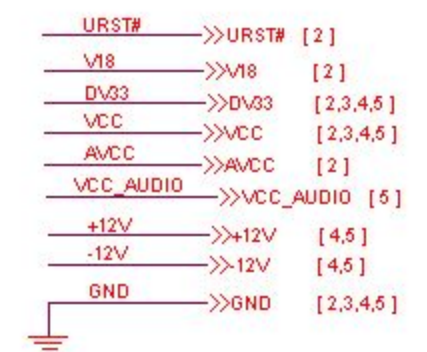 URST# URST# [2]
V18 V18 [2]
DV33 DV33 [2,3,4,5]
VCC VCC [2,3,4,5]
AVCC AVCC [2]
VCC_AUDIO VCC_AUDIO [5]
+12V +12V [4,5]
-12V -12V [4,5]
GND GND [2,3,4,5]